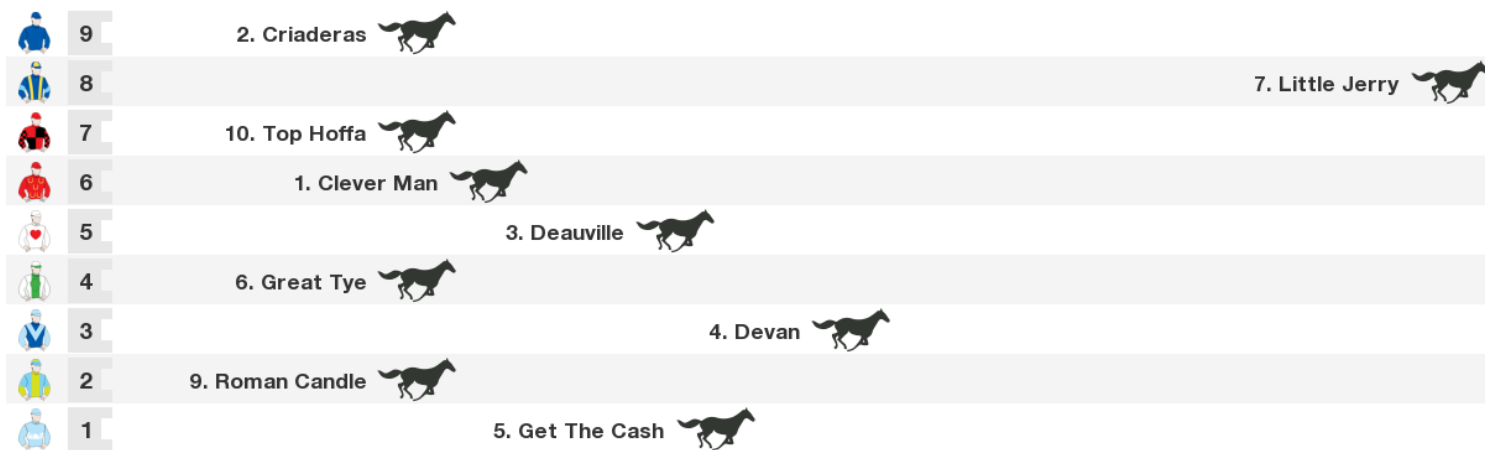 9 2. Criaderas
8 7. Little Jerry
7 10. Top Hoffa
6 1. Clever Man
5 3. Deauville
4 6. Great Tye
3 4. Devan
2 9. Roman Candle
1 5. Get The Cash